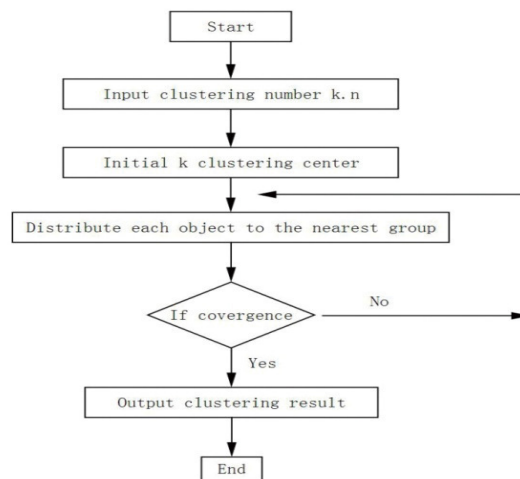 Start
Input clustering number k.n
Initial k clustering center
Distribute each object to the nearest group
If covergence
No
Yes
Output clustering result
End